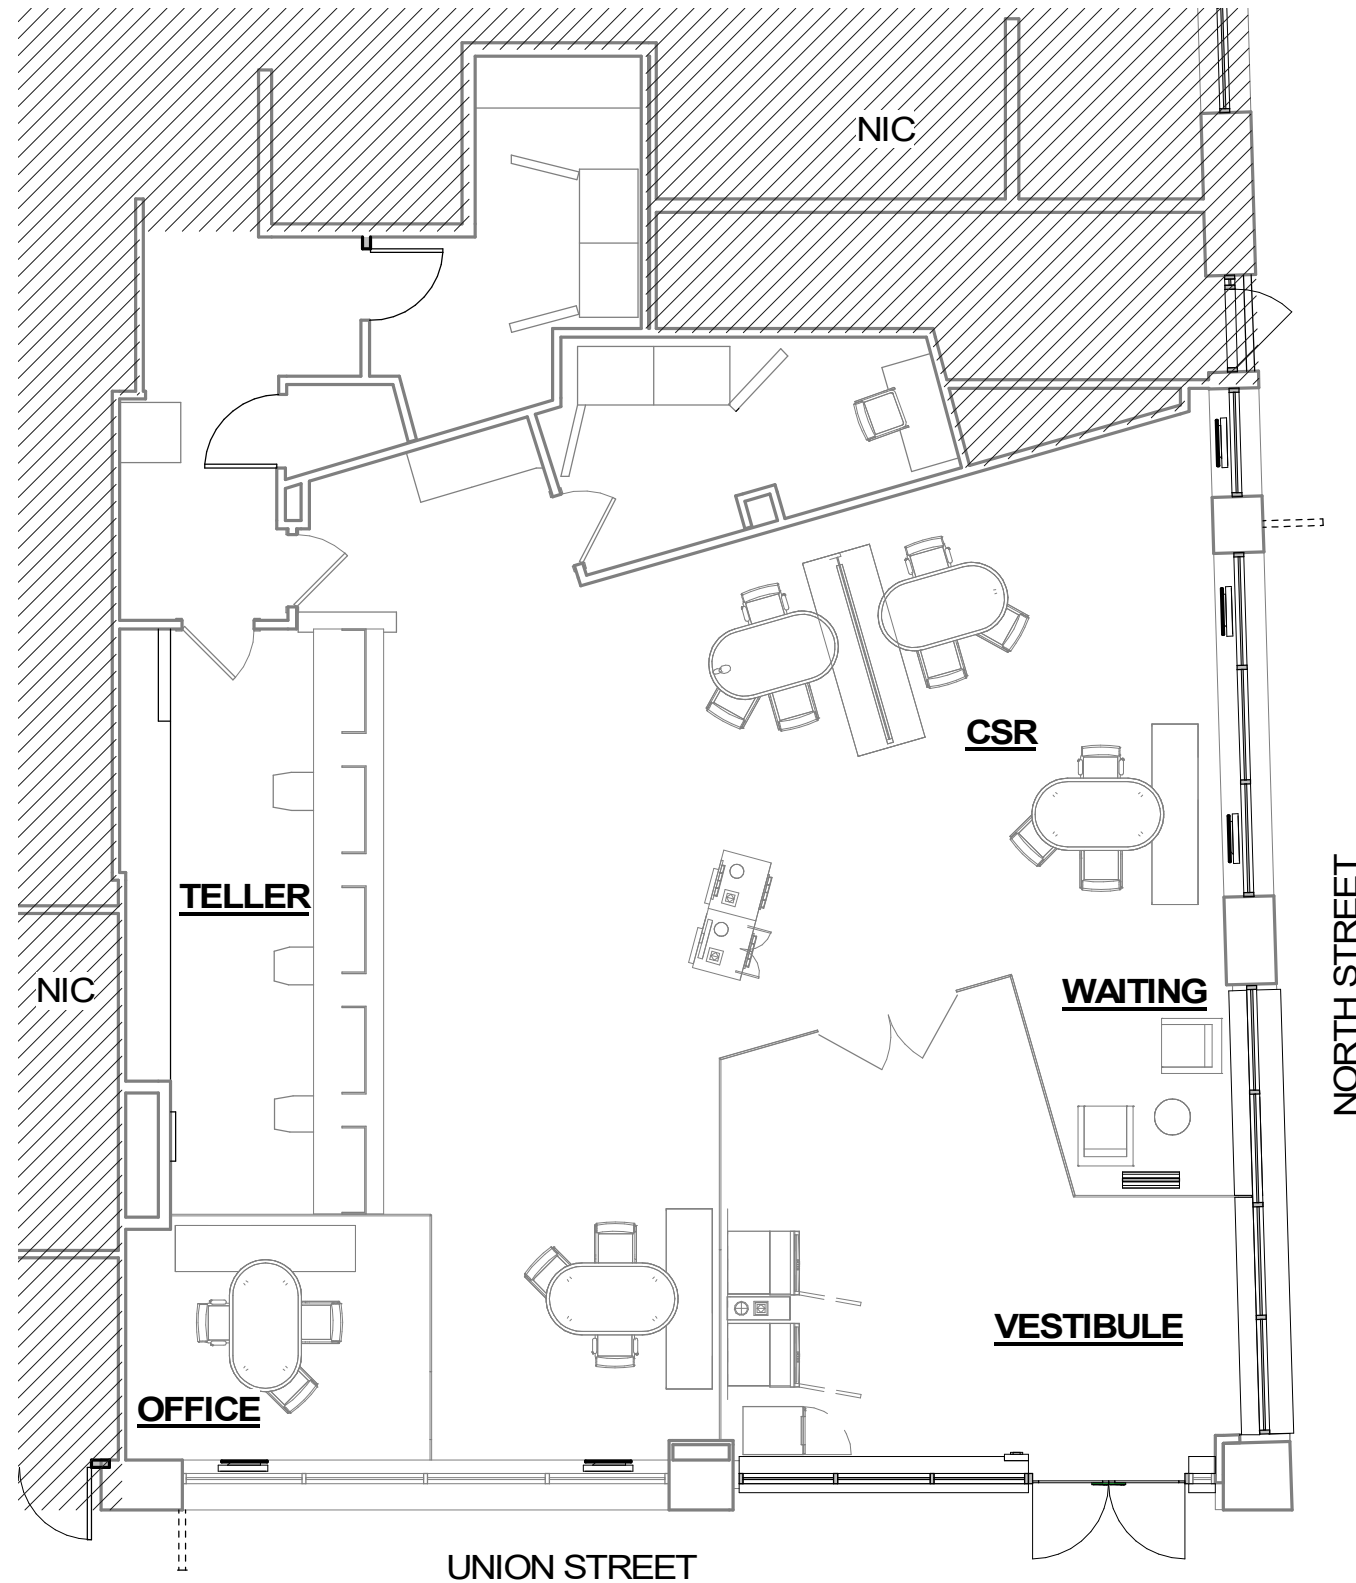 NIC
CSR
TELLER
NORTH STREET
NIC
WAITING
VESTIBULE
OFFICE
UNION STREET